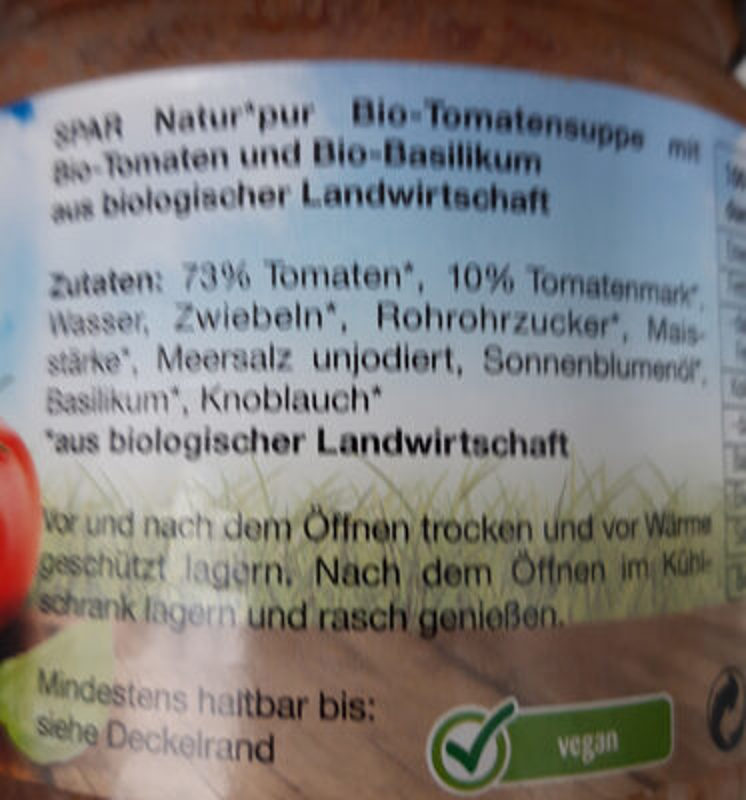 SPAR Natur*pur Bio-Tomatensuppe mit
Bio-Tomaten und Bio-Basilikum
aus biologischer Landwirtschaft
Zutaten: 73% Tomaten*, 10% Tomatenmark*,
Wasser, Zwiebeln*, Rohrohrzucker*, Mais-
stärke*, Meersalz unjodiert, Sonnenblumenöl*,
Basilikum*, Knoblauch*
*aus biologischer Landwirtschaft
Vor und nach dem Öffnen trocken und vor Wärme
geschützt lagern. Nach dem Öffnen im Kühl-
schrank lagern und rasch genießen.
Mindestens haltbar bis:
siehe Deckelrand
vegan